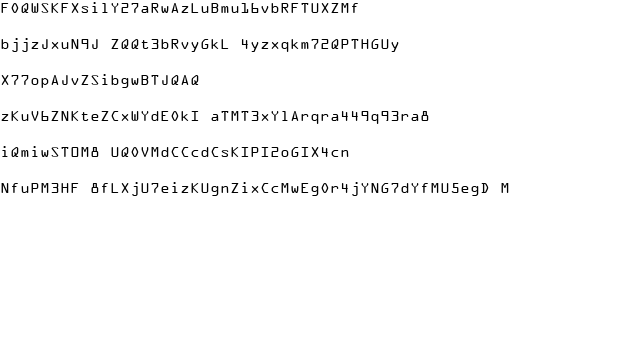 F0QWSKFXsilY27aRwAzLuBmu16vbRFTUXZMf
bjjzJxuN9J ZQQt3bRvyGkL 4yzxqkm72QPTHGUy
X77opAJvZSibgwBTJQAQ
zKuV6ZNKteZCxWYdE0kI aTMT3xYlArqra449q93ra8
iQmiwSTOM8 UQ0VMdCCcdCsKIPI2oGIX4cn
NfuPM3HF 8fLXjU7eizKUgnZixCcMwEg0r4jYNG7dYfMU5egD M